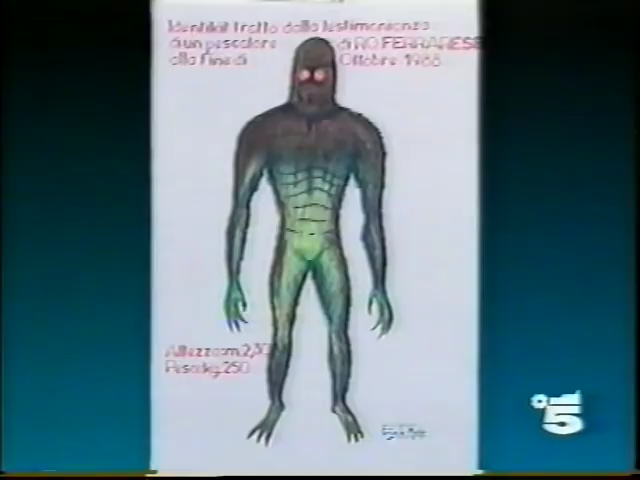 Identikit tratto dalla testimonianza
di un pescatore di RO FERRARESE
alla fine di Ottobre 1988
Altezza:m.2,30
Peso:kg.250
5